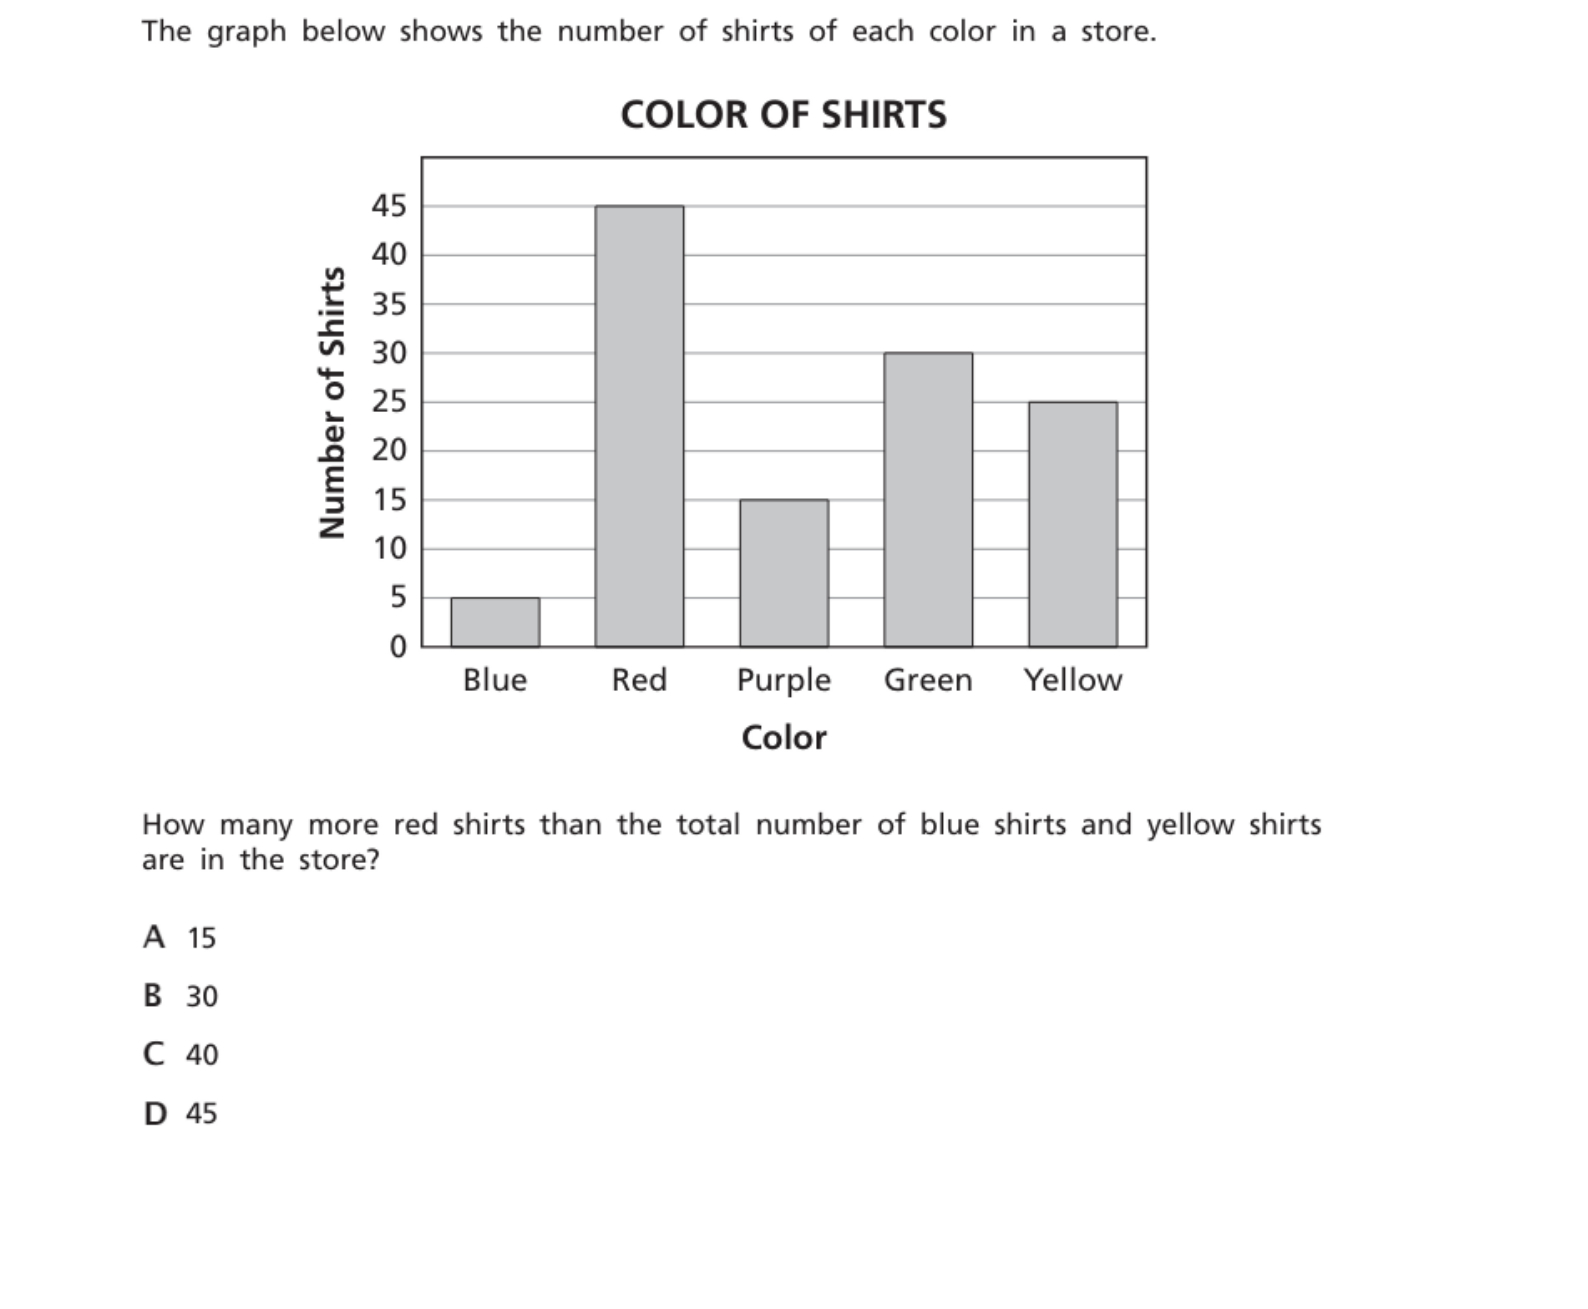 The graph below shows the number of shirts of each color in a store.
COLOR OF SHIRTS
Number of Shirts
45
40
35
30
25
20
15
10
5
0
Blue Red Purple Green Yellow
Color
How many more red shirts than the total number of blue shirts and yellow shirts
are in the store?
A 15
B 30
C 40
D 45